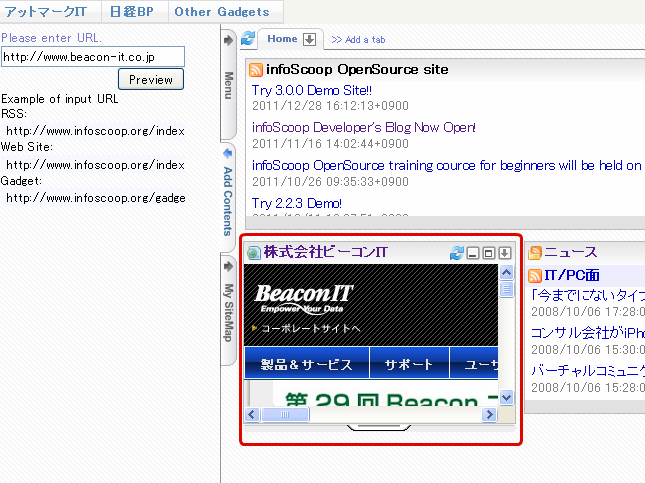 アットマークIT 日経BP Other Gadgets
Please enter URL.
http://www.beacon-it.co.jp
Preview
Example of input URL
RSS:
http://www.infoscoop.org/index
Web Site:
http://www.infoscoop.org/index
Gadget:
http://www.infoscoop.org/gadge
Menu
Add Contents
My SiteMap
Home >> Add a tab
infoScoop OpenSource site
Try 3.0.0 Demo Site!!
2011/12/28 16:12:13+0900
infoScoop Developer's Blog Now Open!
2011/11/16 14:02:44+0900
infoScoop OpenSource training cource for beginners will be held on
2011/10/26 09:35:33+0900
Try 2.2.3 Demo!
株式会社ビーコンIT
Beacon IT
Empower Your Data
コーポレートサイトへ
製品&サービス サポート ユーザ
第29回 Beacon
ニュース
IT/PC面
「今までにないタイプ
2008/10/06 17:28:0
コンサル会社がiPho
2008/10/06 15:30:0
バーチャルコミュニケ
2008/10/06 15:28:0